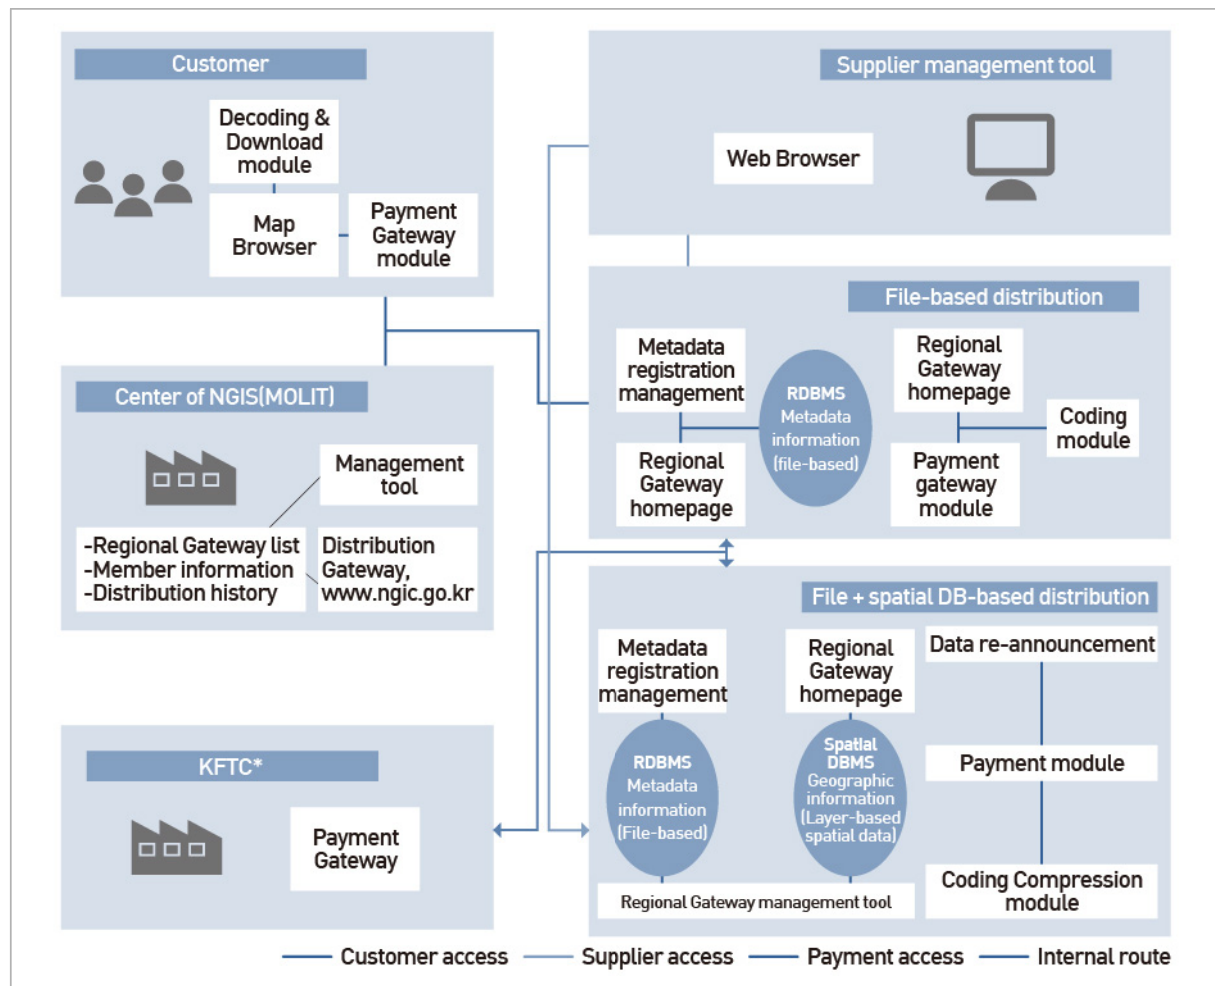 Customer
Decoding &
Download
module
Map
Browser
Payment
Gateway
module
Supplier management tool
Web Browser
File-based distribution
Metadata
registration
management
RDBMS
Metadata
information
(file-based)
Regional
Gateway
homepage
Regional
Gateway
homepage
Coding
module
Payment
gateway
module
Center of NGIS(MOLIT)
Management
tool
-Regional Gateway list
-Member information
-Distribution history
Distribution
Gateway,
www.ngic.go.kr
File + spatial DB-based distribution
Metadata
registration
management
Regional
Gateway
homepage
Data re-announcement
RDBMS
Metadata
information
(File-based)
Spatial
DBMS
Geographic
information
(Layer-based
spatial data)
Payment module
Coding Compression
module
Regional Gateway management tool
KFTC*
Payment
Gateway
Customer access
Supplier access
Payment access
Internal route